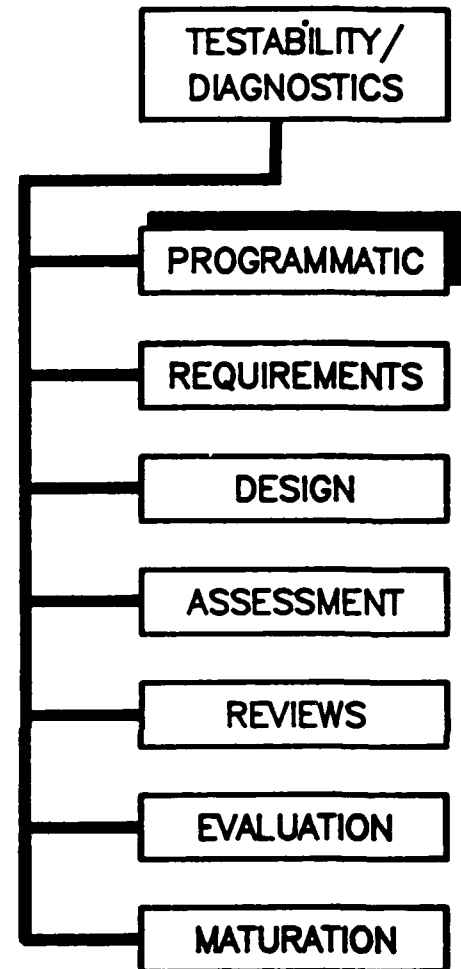 TESTABILITY/
DIAGNOSTICS
PROGRAMMATIC
REQUIREMENTS
DESIGN
ASSESSMENT
REVIEWS
EVALUATION
MATURATION